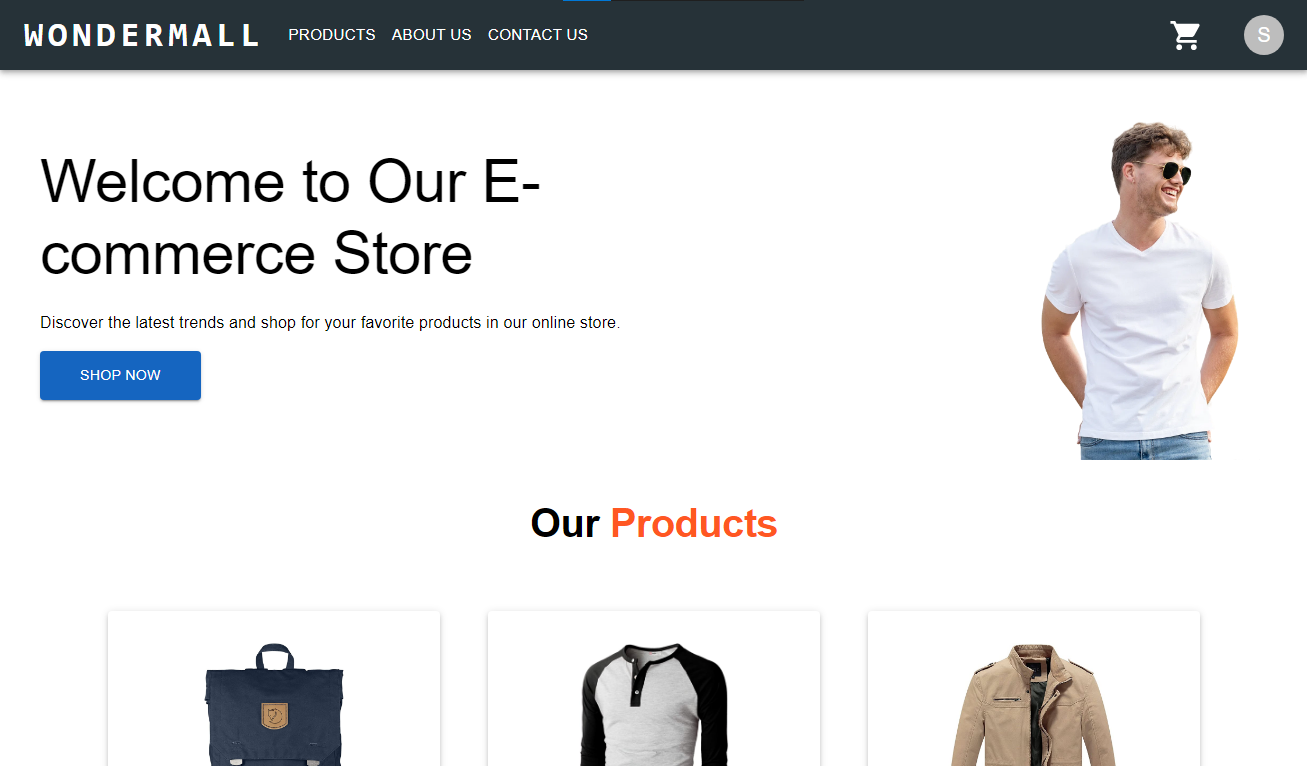 WONDERMALL PRODUCTS ABOUT US CONTACT US S
Welcome to Our E-
commerce Store
Discover the latest trends and shop for your favorite products in our online store.
SHOP NOW
Our Products